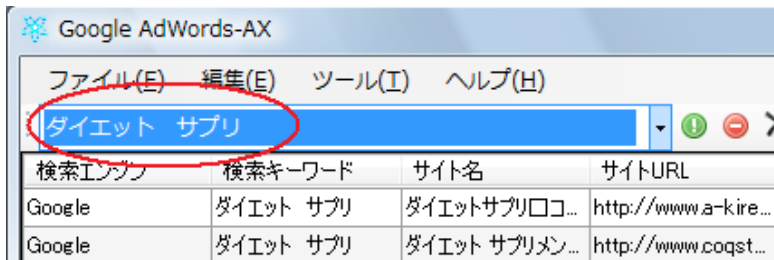 Google AdWords-AX
ファイル(F) 編集(E) ツール(T) ヘルプ(H)
ダイエット サプリ
検索エンジン 検索キーワード サイト名 サイトURL
Google ダイエット サプリ ダイエットサプリ口コ... http://www.a-kire...
Google ダイエット サプリ ダイエット サプリメン... http://www.coqst...